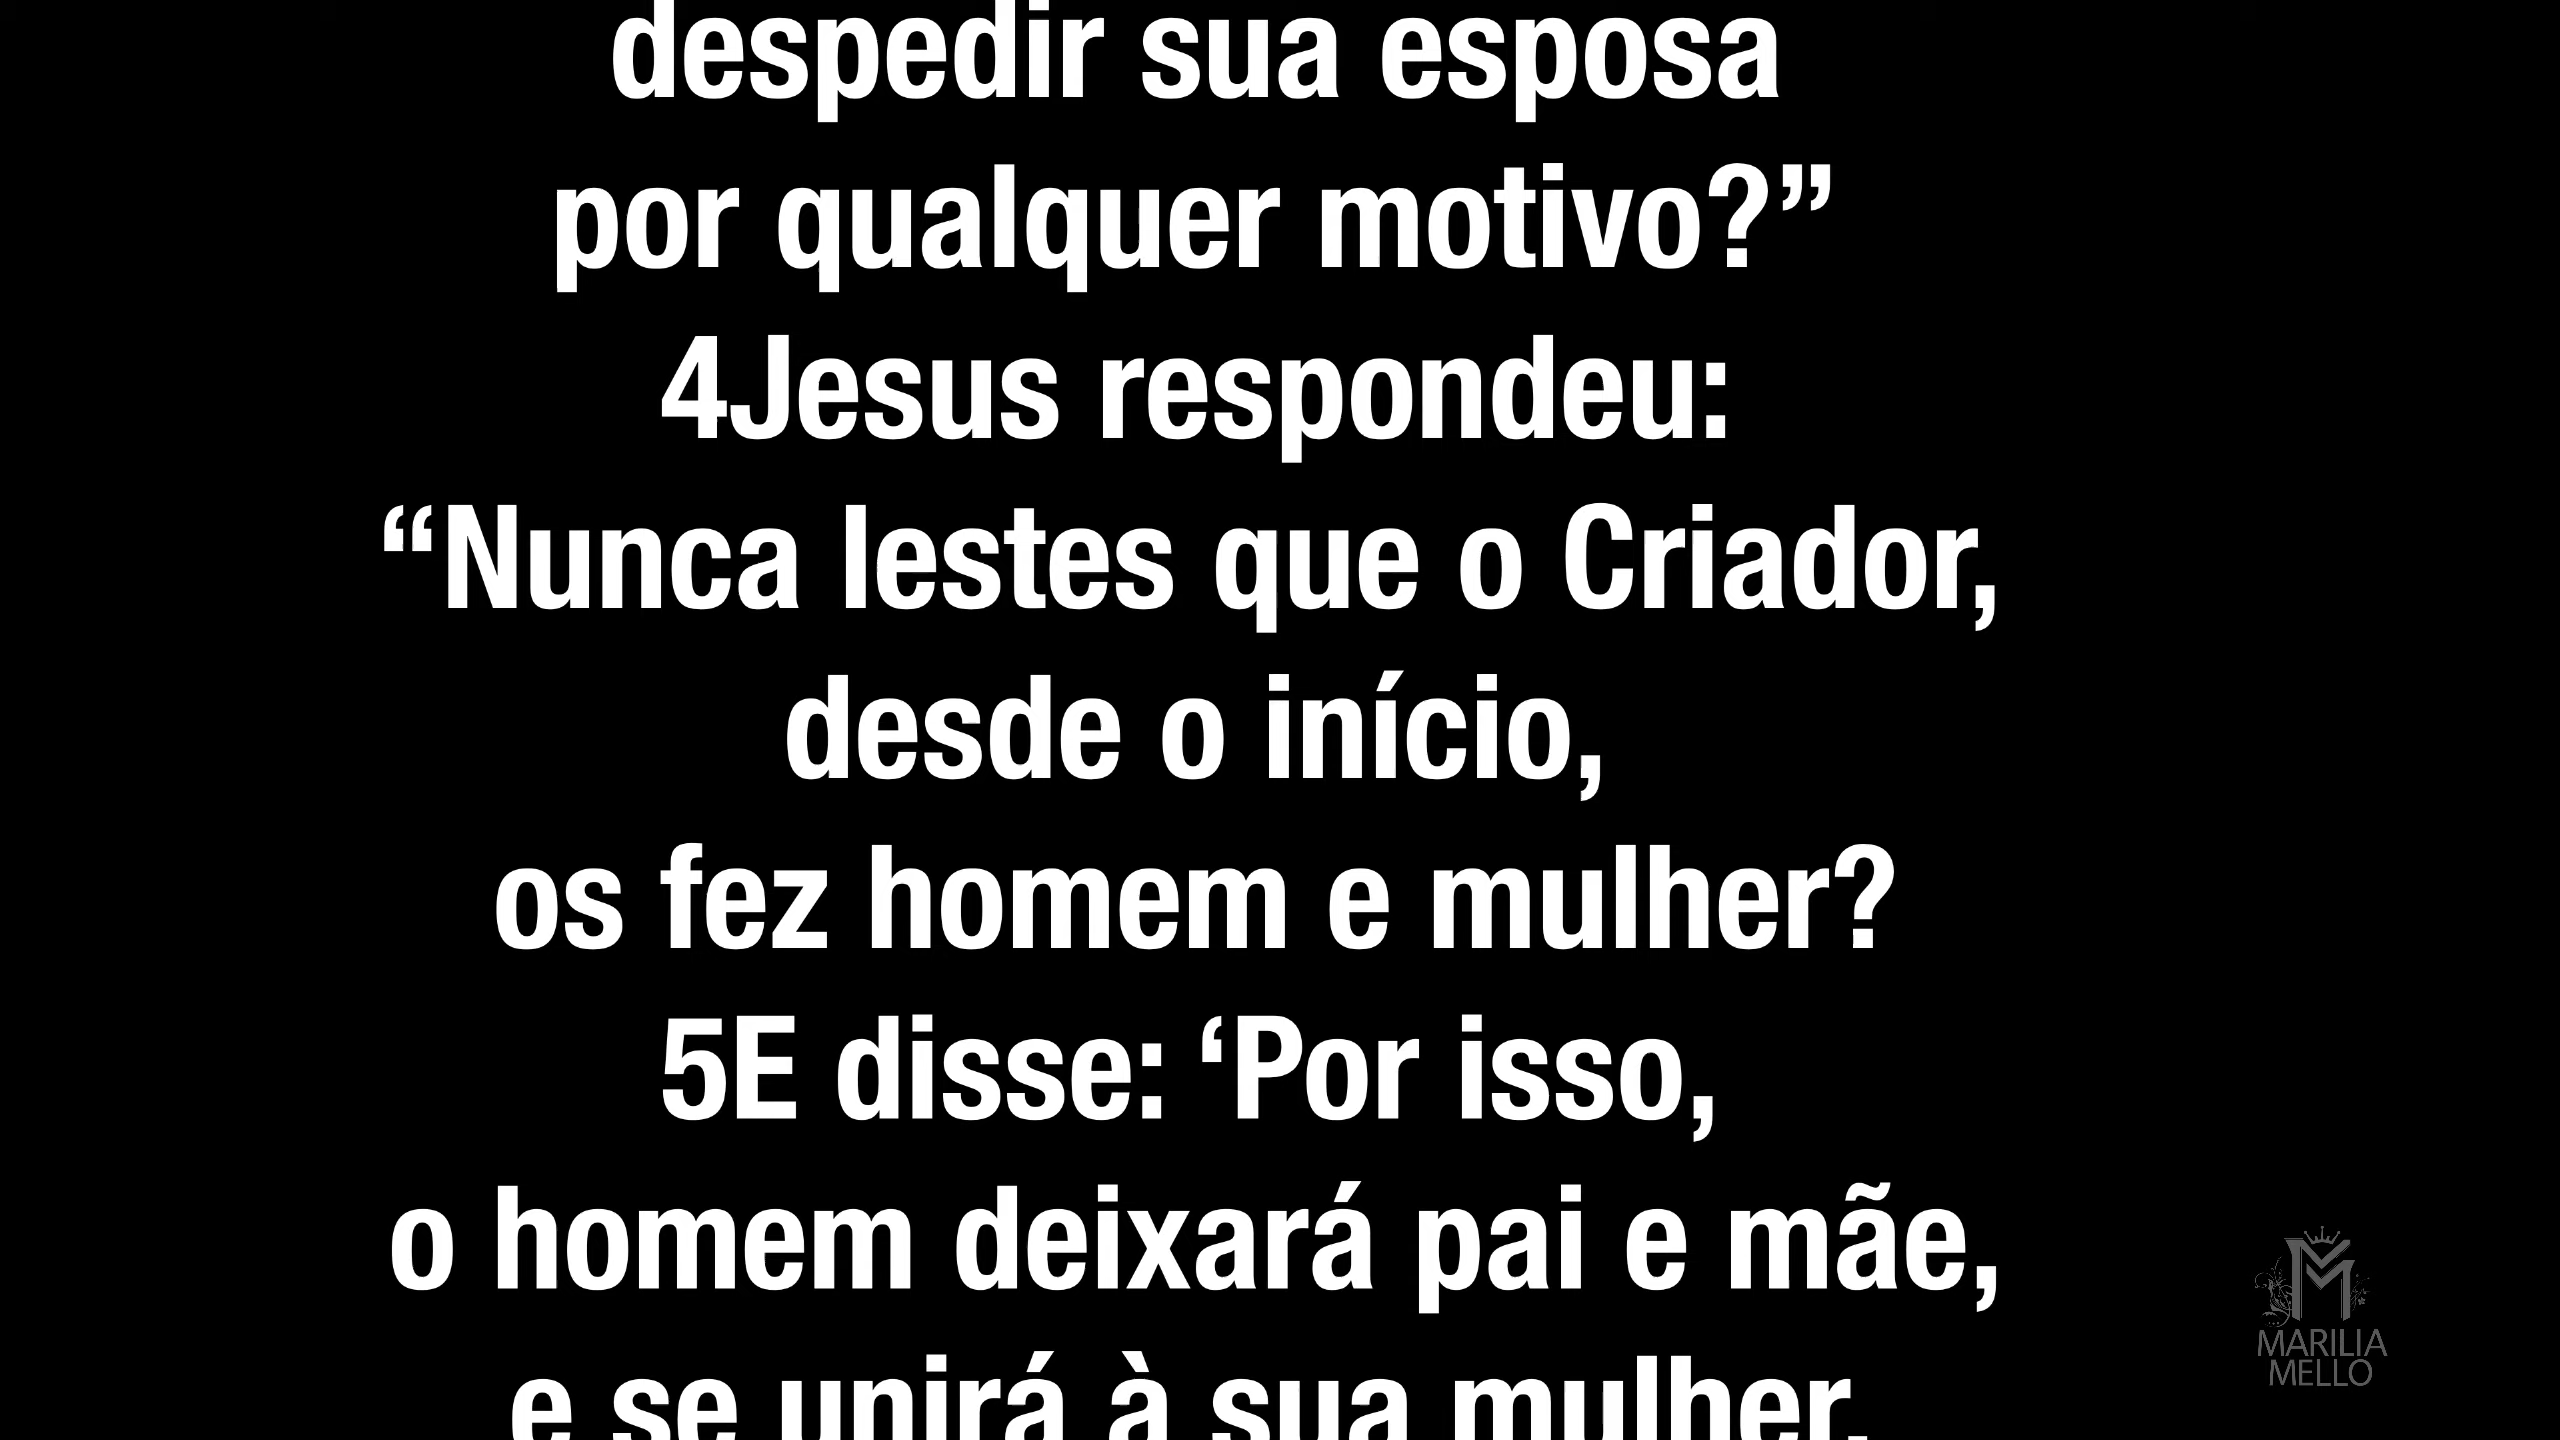 despedir sua esposa
por qualquer motivo?”
4Jesus respondeu:
“Nunca lestes que o Criador,
desde o início,
os fez homem e mulher?
5E disse: ‘Por isso,
o homem deixará pai e mãe,
e se unirá à sua mulher,
MARILIA
MELLO